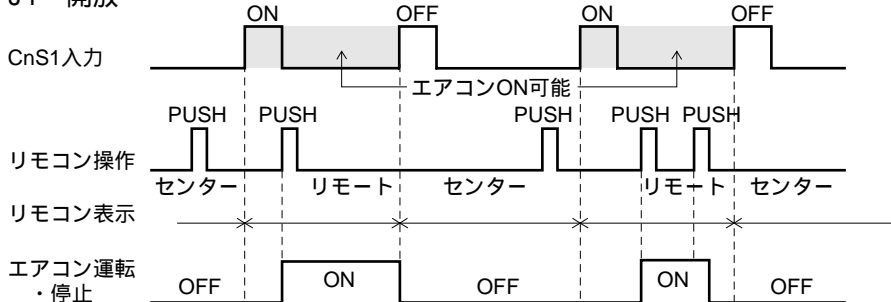 開放
ON OFF ON OFF
CnS1入力
エアコンON可能
PUSH PUSH PUSH PUSH PUSH
リモコン操作
センター リモート センター リモート センター
リモコン表示
エアコン運転
・停止
OFF ON OFF ON OFF